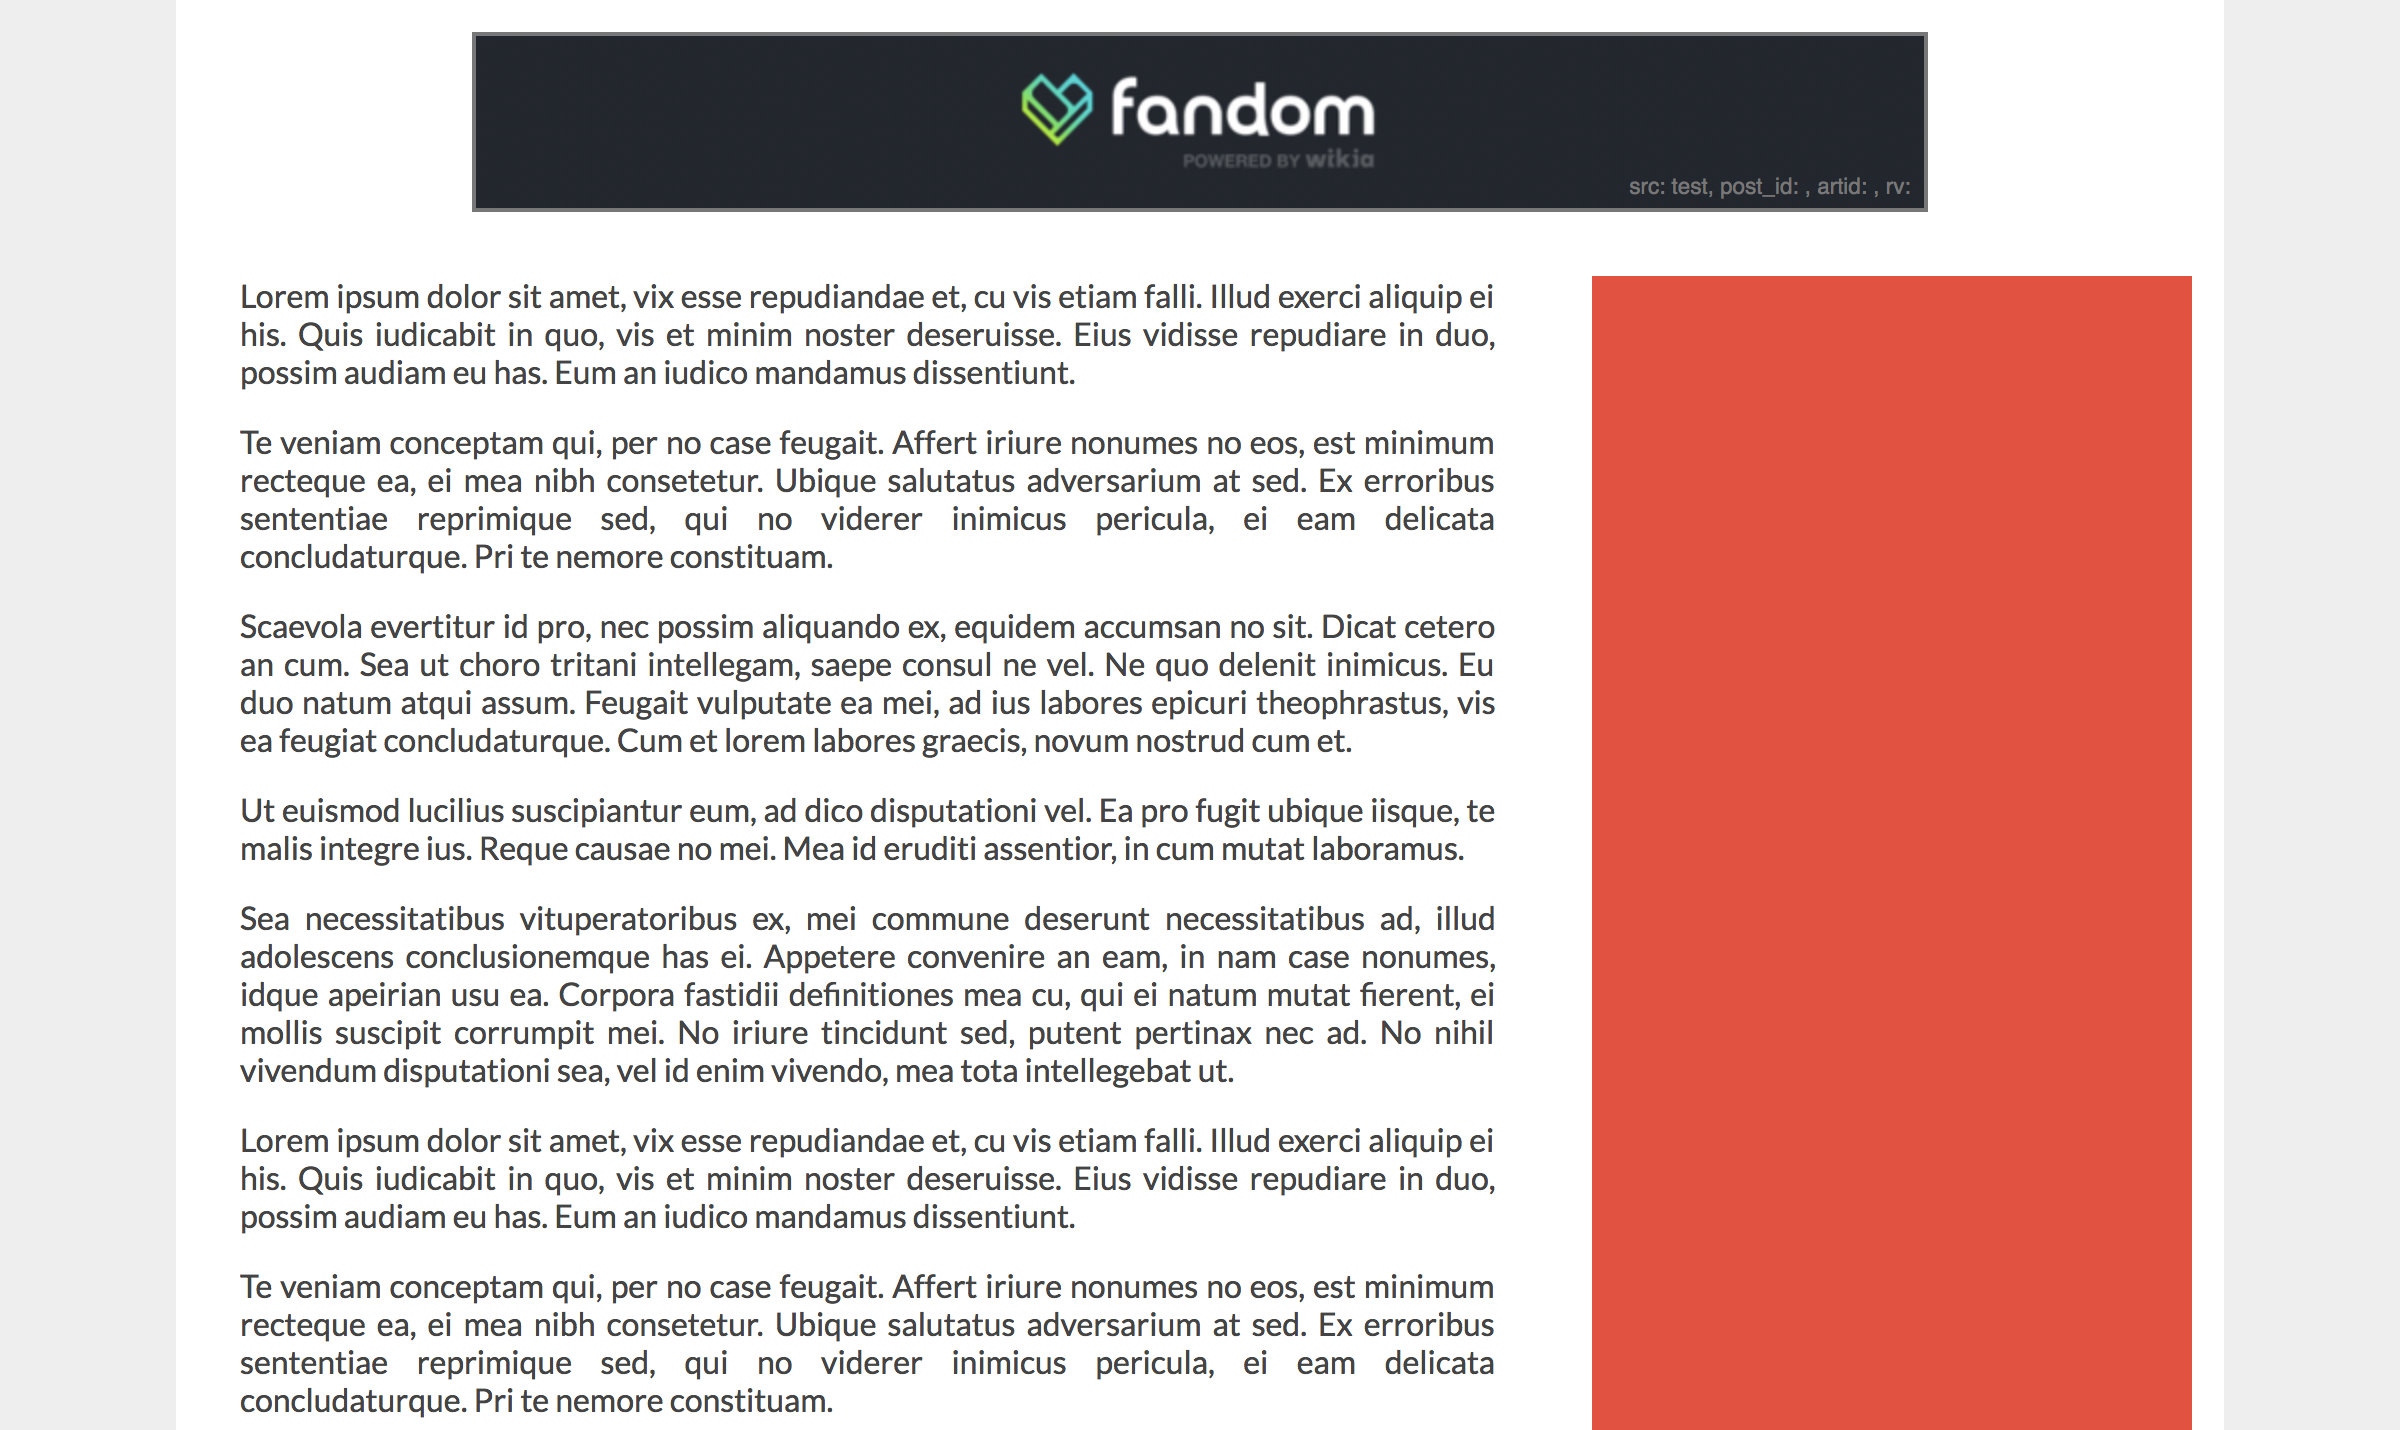 fandom
POWERED BY wikia
src: test, post_id: , artid: , rv:
Lorem ipsum dolor sit amet, vix esse repudiandae et, cu vis etiam falli. Illud exerci aliquip ei
his. Quis iudicabit in quo, vis et minim noster deseruisse. Eius vidisse repudiare in duo,
possim audiam eu has. Eum an iudico mandamus dissentiunt.
Te veniam conceptam qui, per no case feugait. Affert iriure nonumes no eos, est minimum
recteque ea, ei mea nibh consetetur. Ubique salutatus adversarium at sed. Ex erroribus
sententiae reprimique sed, qui no viderer inimicus pericula, ei eam delicata
concludaturque. Pri te nemore constituam.
Scaevola evertitur id pro, nec possim aliquando ex, equidem accumsan no sit. Dicat cetero
an cum. Sea ut choro tritani intellegam, saepe consul ne vel. Ne quo delenit inimicus. Eu
duo natum atqui assum. Feugait vulputate ea mei, ad ius labores epicuri theophrastus, vis
ea feugiat concludaturque. Cum et lorem labores graecis, novum nostrud cum et.
Ut euismod lucilius suscipiantur eum, ad dico disputationi vel. Ea pro fugit ubique iisque, te
malis integre ius. Reque causae no mei. Mea id eruditi assentior, in cum mutat laboramus.
Sea necessitatibus vituperatoribus ex, mei commune deserunt necessitatibus ad, illud
adolescens conclusionemque has ei. Appetere convenire an eam, in nam case nonumes,
idque apeirian usu ea. Corpora fastidii definitiones mea cu, qui ei natum mutat fierent, ei
mollis suscipit corrumpit mei. No iriure tincidunt sed, putent pertinax nec ad. No nihil
vivendum disputationi sea, vel id enim vivendo, mea tota intellegebat ut.
Lorem ipsum dolor sit amet, vix esse repudiandae et, cu vis etiam falli. Illud exerci aliquip ei
his. Quis iudicabit in quo, vis et minim noster deseruisse. Eius vidisse repudiare in duo,
possim audiam eu has. Eum an iudico mandamus dissentiunt.
Te veniam conceptam qui, per no case feugait. Affert iriure nonumes no eos, est minimum
recteque ea, ei mea nibh consetetur. Ubique salutatus adversarium at sed. Ex erroribus
sententiae reprimique sed, qui no viderer inimicus pericula, ei eam delicata
concludaturque. Pri te nemore constituam.